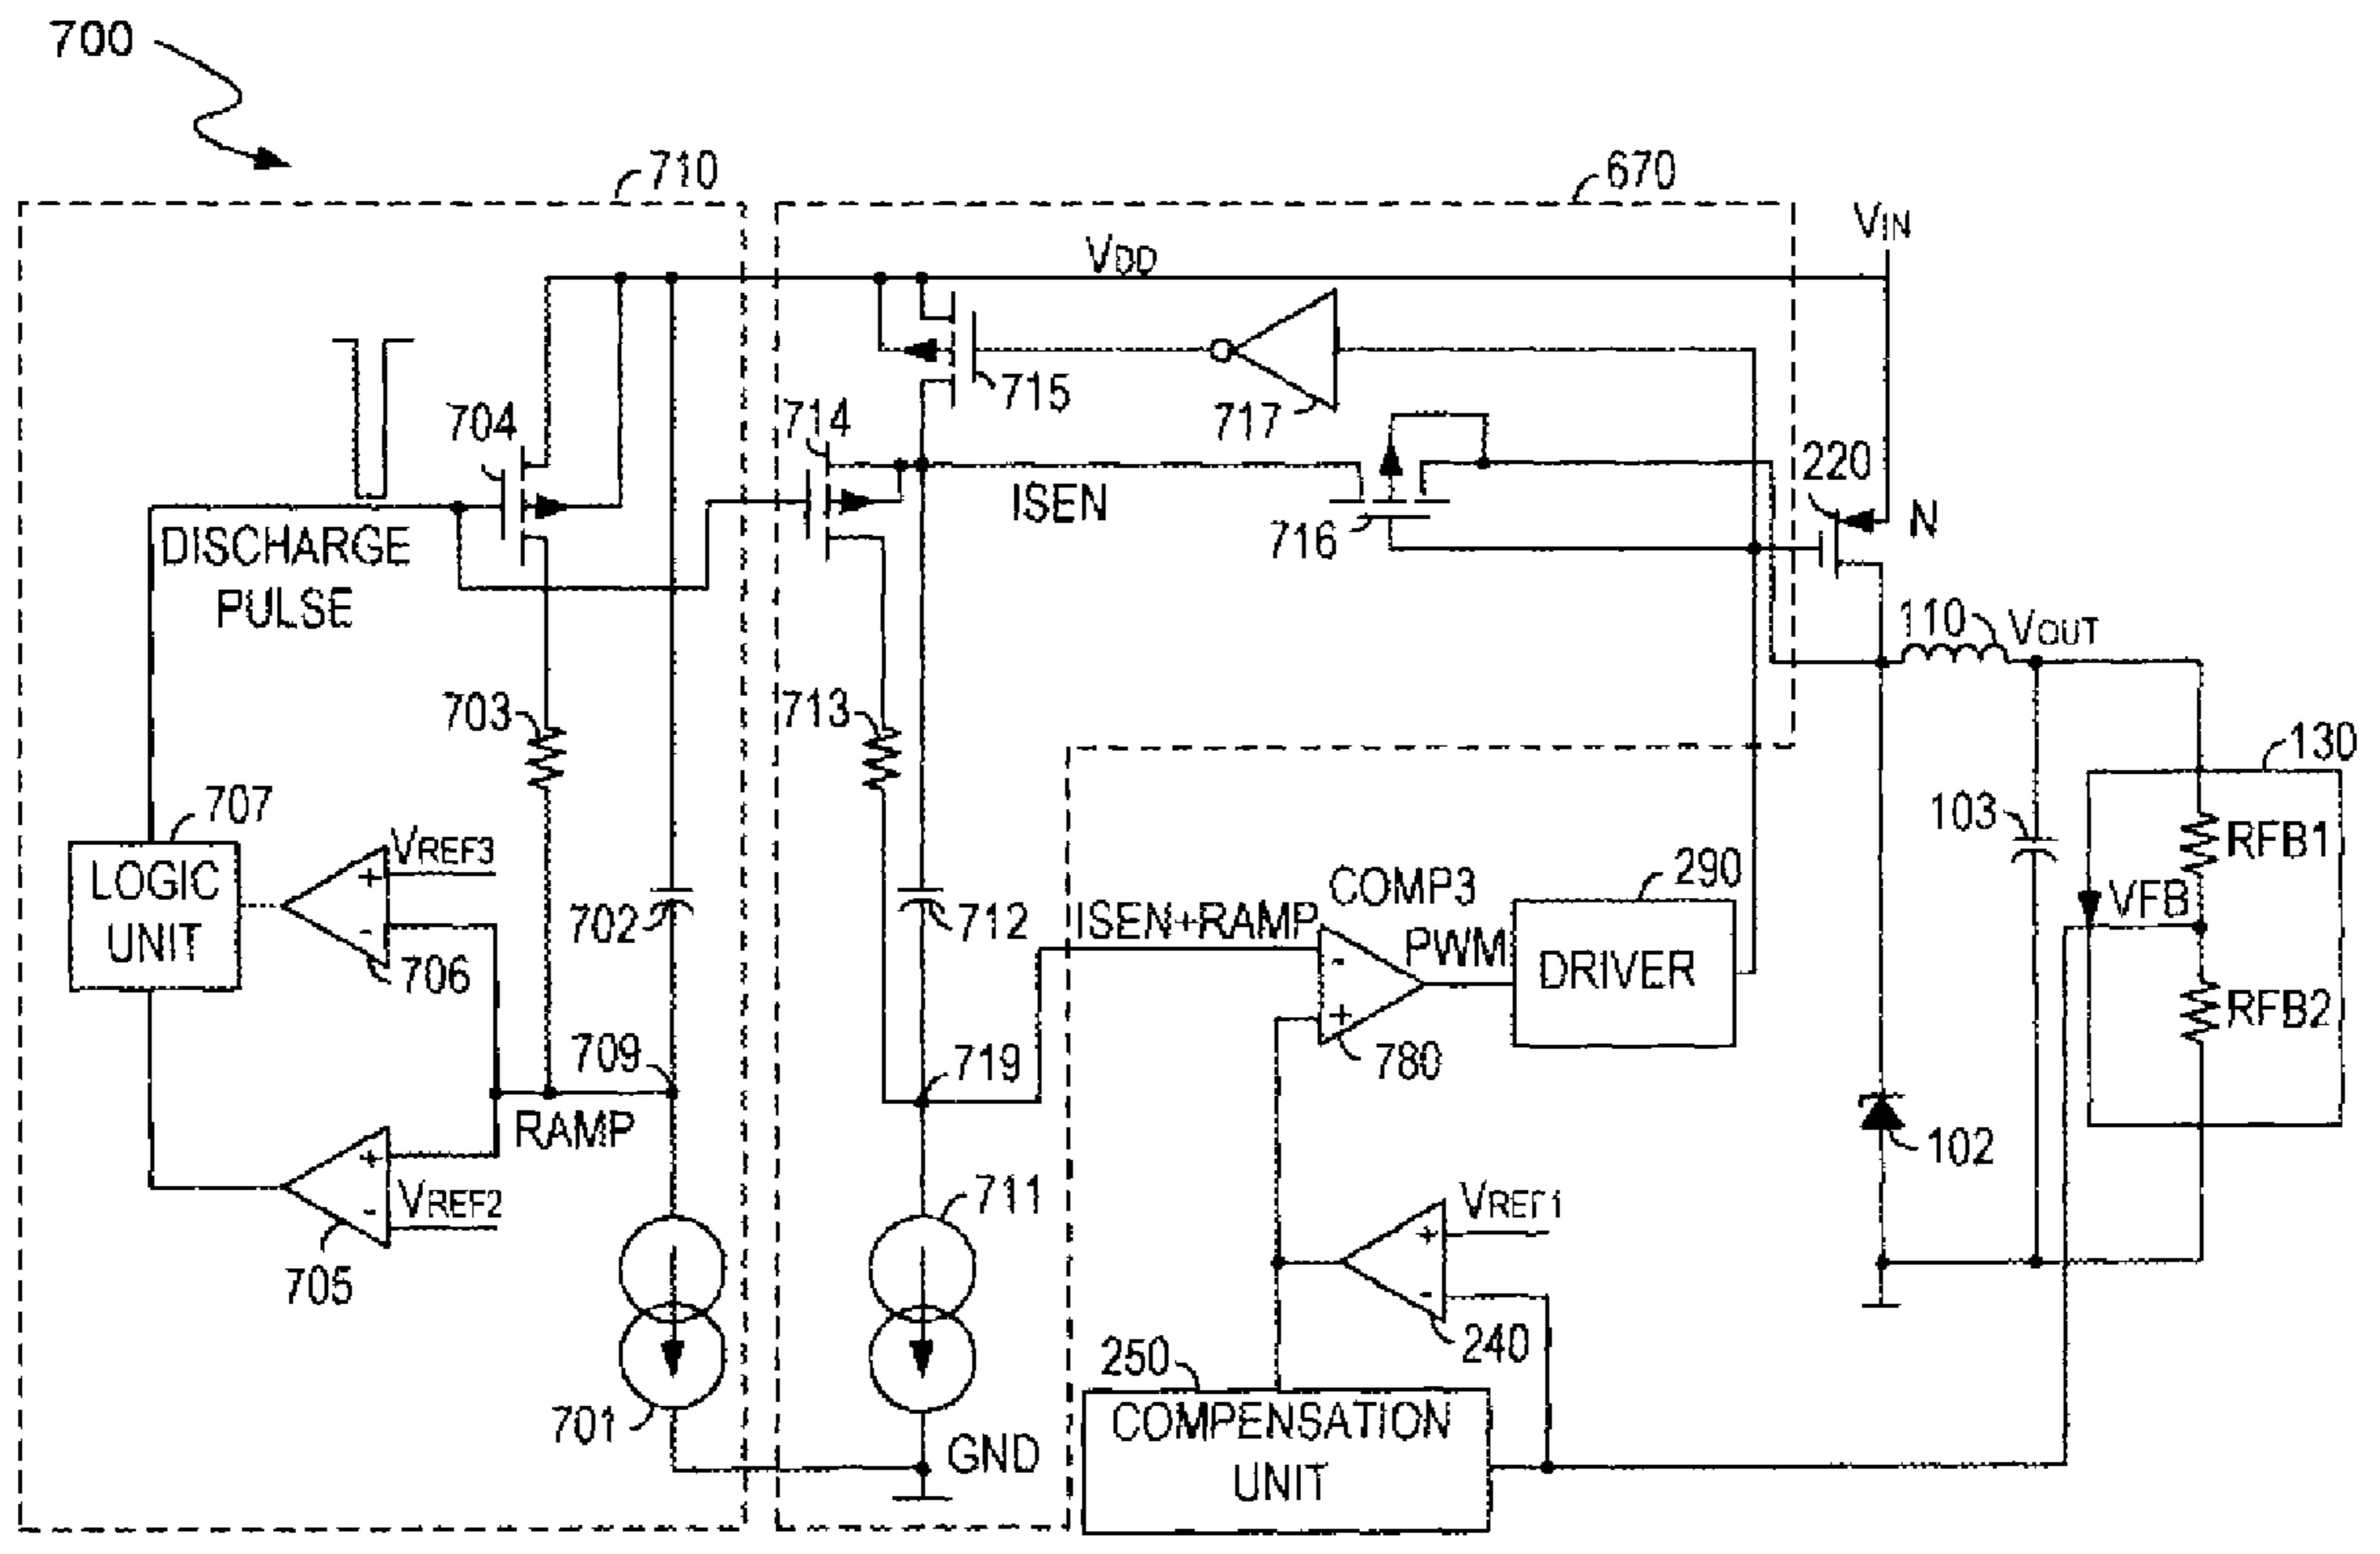 700
710
670
VIN
VDD
715
717
704
714
220
N
ISEN
716
DISCHARGE
PULSE
110
VOUT
703
713
130
707
VREF3
103
RFB1
LOGIC
UNIT
COMP3
290
VFB
+
-
706
702
712
ISEN+RAMP
-
PWM
DRIVER
RFB2
709
719
+
780
RAMP
+
-
VREF2
705
102
711
VREF1
+
-
240
250
701
GND
COMPENSATION
UNIT